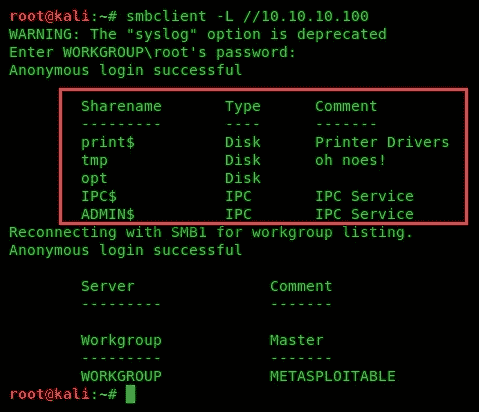 root@kali:~# smbclient -L //10.10.10.100
WARNING: The "syslog" option is deprecated
Enter WORKGROUP\root's password:
Anonymous login successful
Sharename Type Comment
--------- ---- -------
print$ Disk Printer Drivers
tmp Disk oh noes!
opt Disk
IPC$ IPC IPC Service
ADMIN$ IPC IPC Service
Reconnecting with SMB1 for workgroup listing.
Anonymous login successful
Server Comment
--------- -------
Workgroup Master
--------- -------
WORKGROUP METASPLOITABLE
root@kali:~#